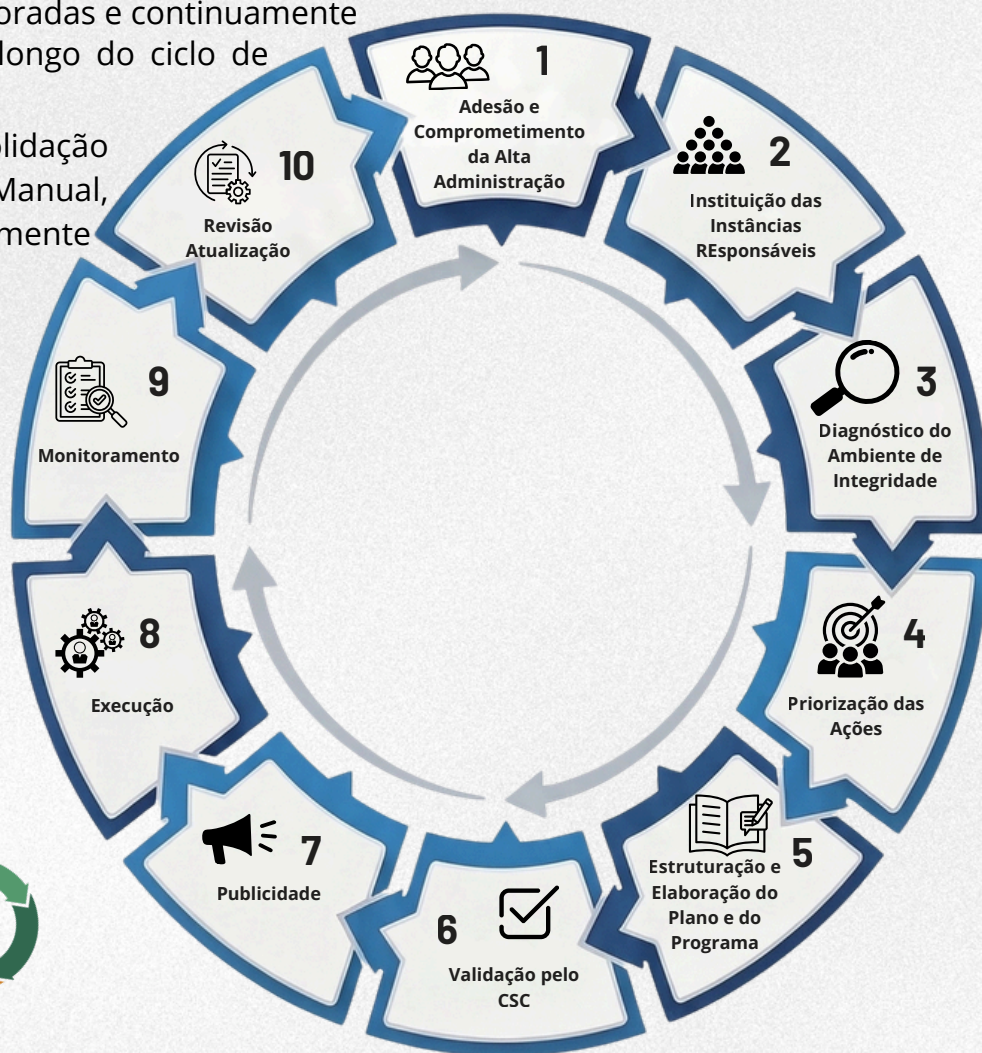 oradas e continuamente
longo do ciclo de
olidação
Manual,
mente
1
Adesão e
Comprometimento
da Alta
Administração
2
Instituição das
Instâncias
REsponsáveis
3
Diagnóstico do
Ambiente de
Integridade
4
Priorização das
Ações
5
Estruturação e
Elaboração do
Plano e do
Programa
6
Validação pelo
CSC
7
Publicidade
8
Execução
9
Monitoramento
10
Revisão
Atualização